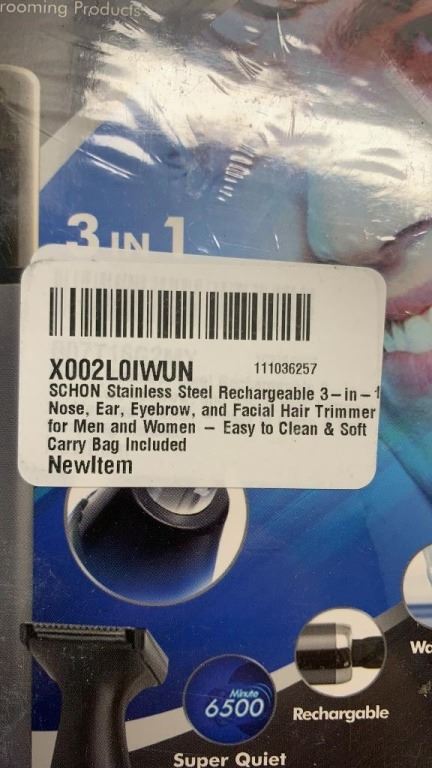 rooming Products
3 IN 1
X002L0IWUN 111036257
SCHON Stainless Steel Rechargeable 3-in-1
Nose, Ear, Eyebrow, and Facial Hair Trimmer
for Men and Women – Easy to Clean & Soft
Carry Bag Included
NewItem
Wa
Minute
6500
Rechargable
Super Quiet